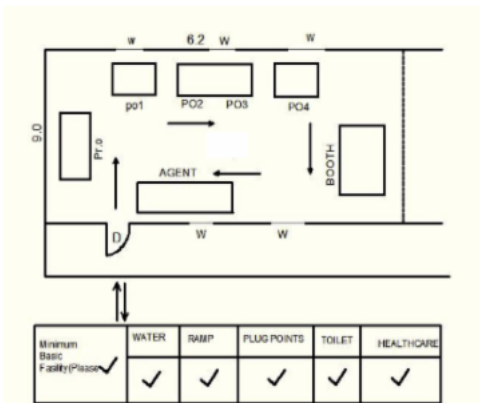 w 6.2 W W
po1 PO2 PO3 PO4
9.0
Pr.o
AGENT
BOOTH
D W W
Minimum
Basic
Fasility(Please
WATER RAMP PLUG POINTS TOILET HEALTHCARE